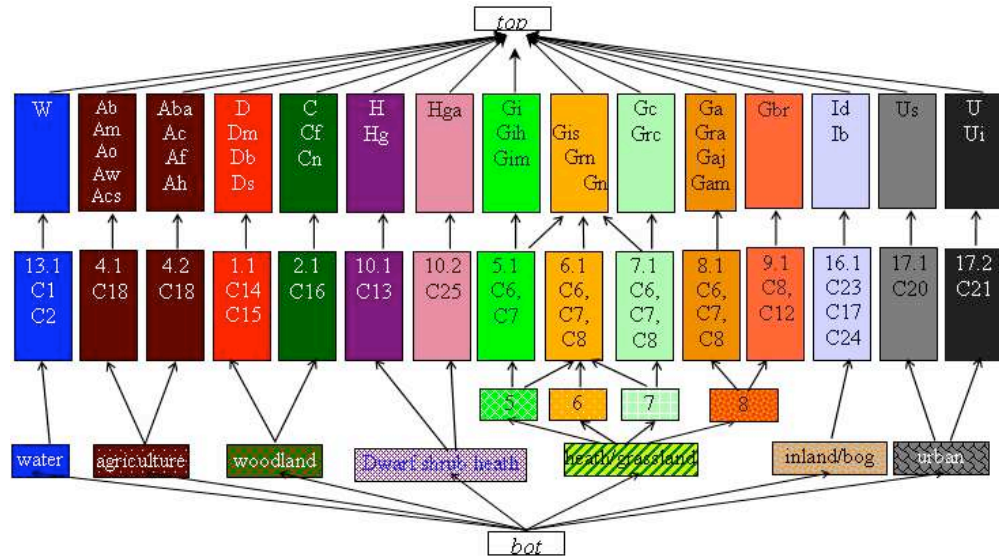 top
W
Ab
Am
Ao
Aw
Acs
Aba
Ac
Af
Ah
D
Dm
Db
Ds
C
Cf
Cn
H
Hg
Hga
Gi
Gih
Gim
Gis
Grn
Gn
Gc
Grc
Ga
Gra
Gaj
Gam
Gbr
Id
Ib
Us
U
Ui
13.1
C1
C2
4.1
C18
4.2
C18
1.1
C14
C15
2.1
C16
10.1
C13
10.2
C25
5.1
C6,
C7
6.1
C6,
C7,
C8
7.1
C6,
C7,
C8
8.1
C6,
C7,
C8
9.1
C8,
C12
16.1
C23
C17
C24
17.1
C20
17.2
C21
5
6
7
8
water
agriculture
woodland
Dwarf shrub heath
heath/grassland
inland/bog
urban
bot